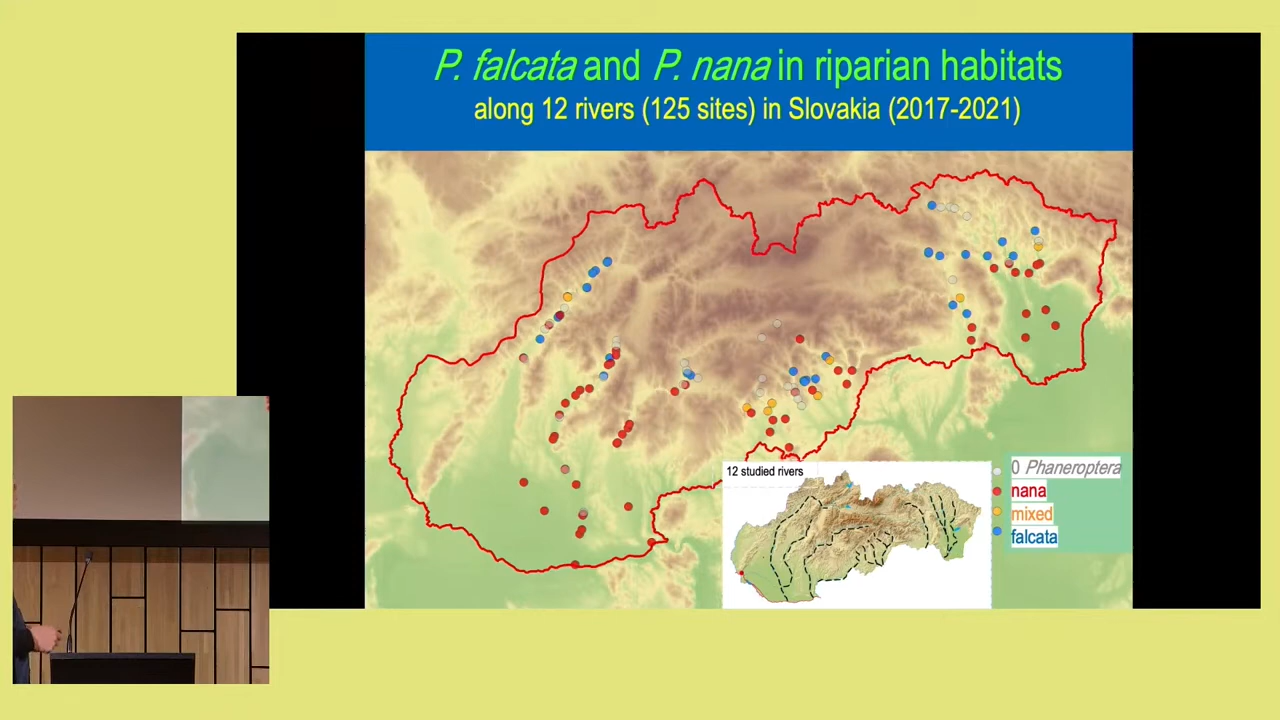 P. falcata and P. nana in riparian habitats
along 12 rivers (125 sites) in Slovakia (2017-2021)
12 studied rivers
0 Phaneroptera
nana
mixed
falcata